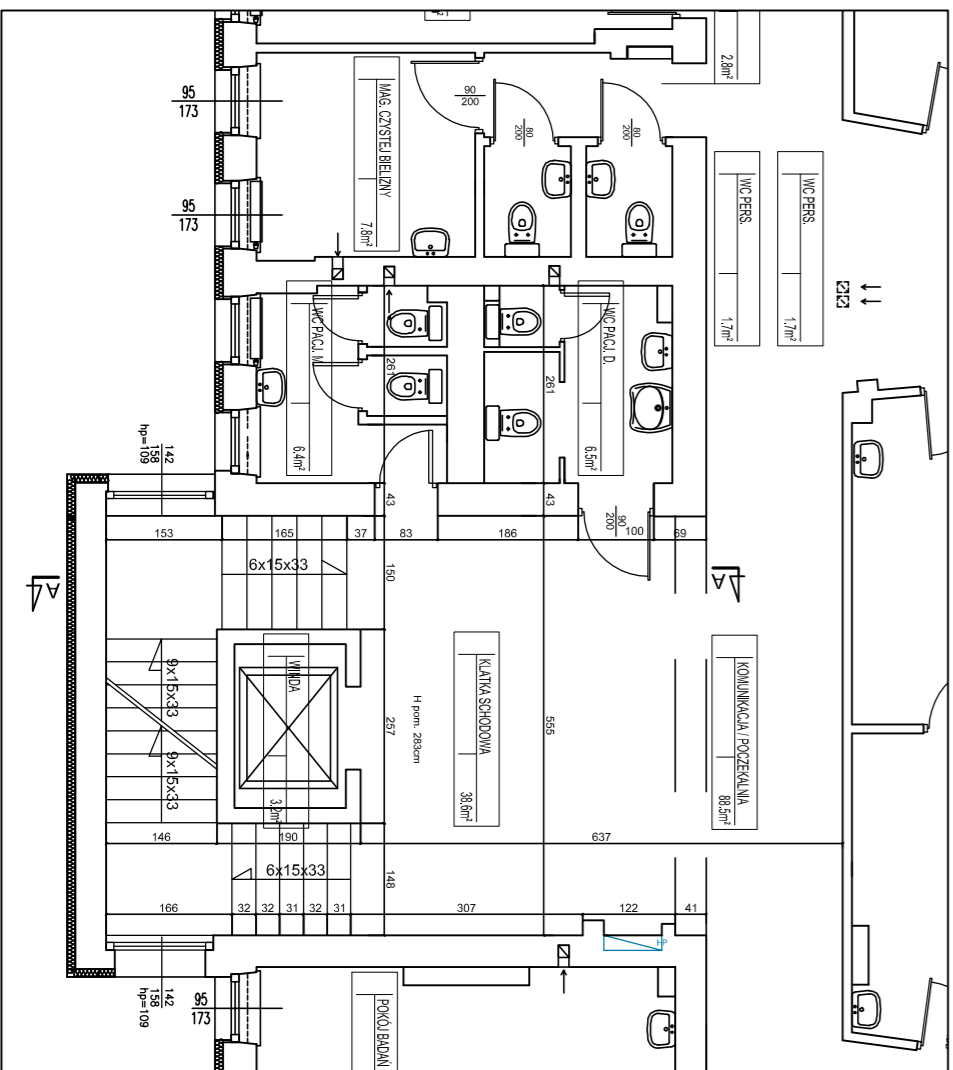 2.8m²
95
173
95
173
MAG. CZYSTEJ BIELIZNY
7.8m²
90
200
80
200
80
200
WC PERS.
1.7m²
WC PERS.
1.7m²
WC PACJ. M.
6.4m²
WC PACJ. D.
6.5m²
261
261
43
43
142
158
hp=109
153
165
37
83
186
90
200
100
69
6x15x33
150
A
A
9x15x33
9x15x33
WINDA
3.2m²
257
H pom. 283cm
KLATKA SCHODOWA
38.6m²
555
KOMUNIKACJA / POCZEKALNIA
88.5m²
146
190
637
6x15x33
148
166
32
32
31
32
31
307
122
41
HP
142
158
hp=109
95
173
POKÓJ BADAŃ